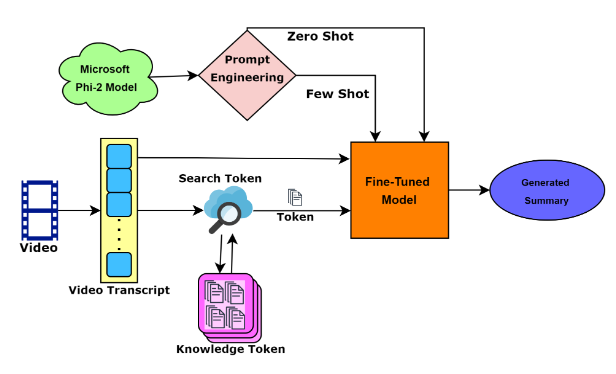 Zero Shot
Microsoft
Phi-2 Model
Prompt
Engineering
Few Shot
Search Token
Fine-Tuned
Model
Generated
Summary
Token
Video
Video Transcript
Knowledge Token